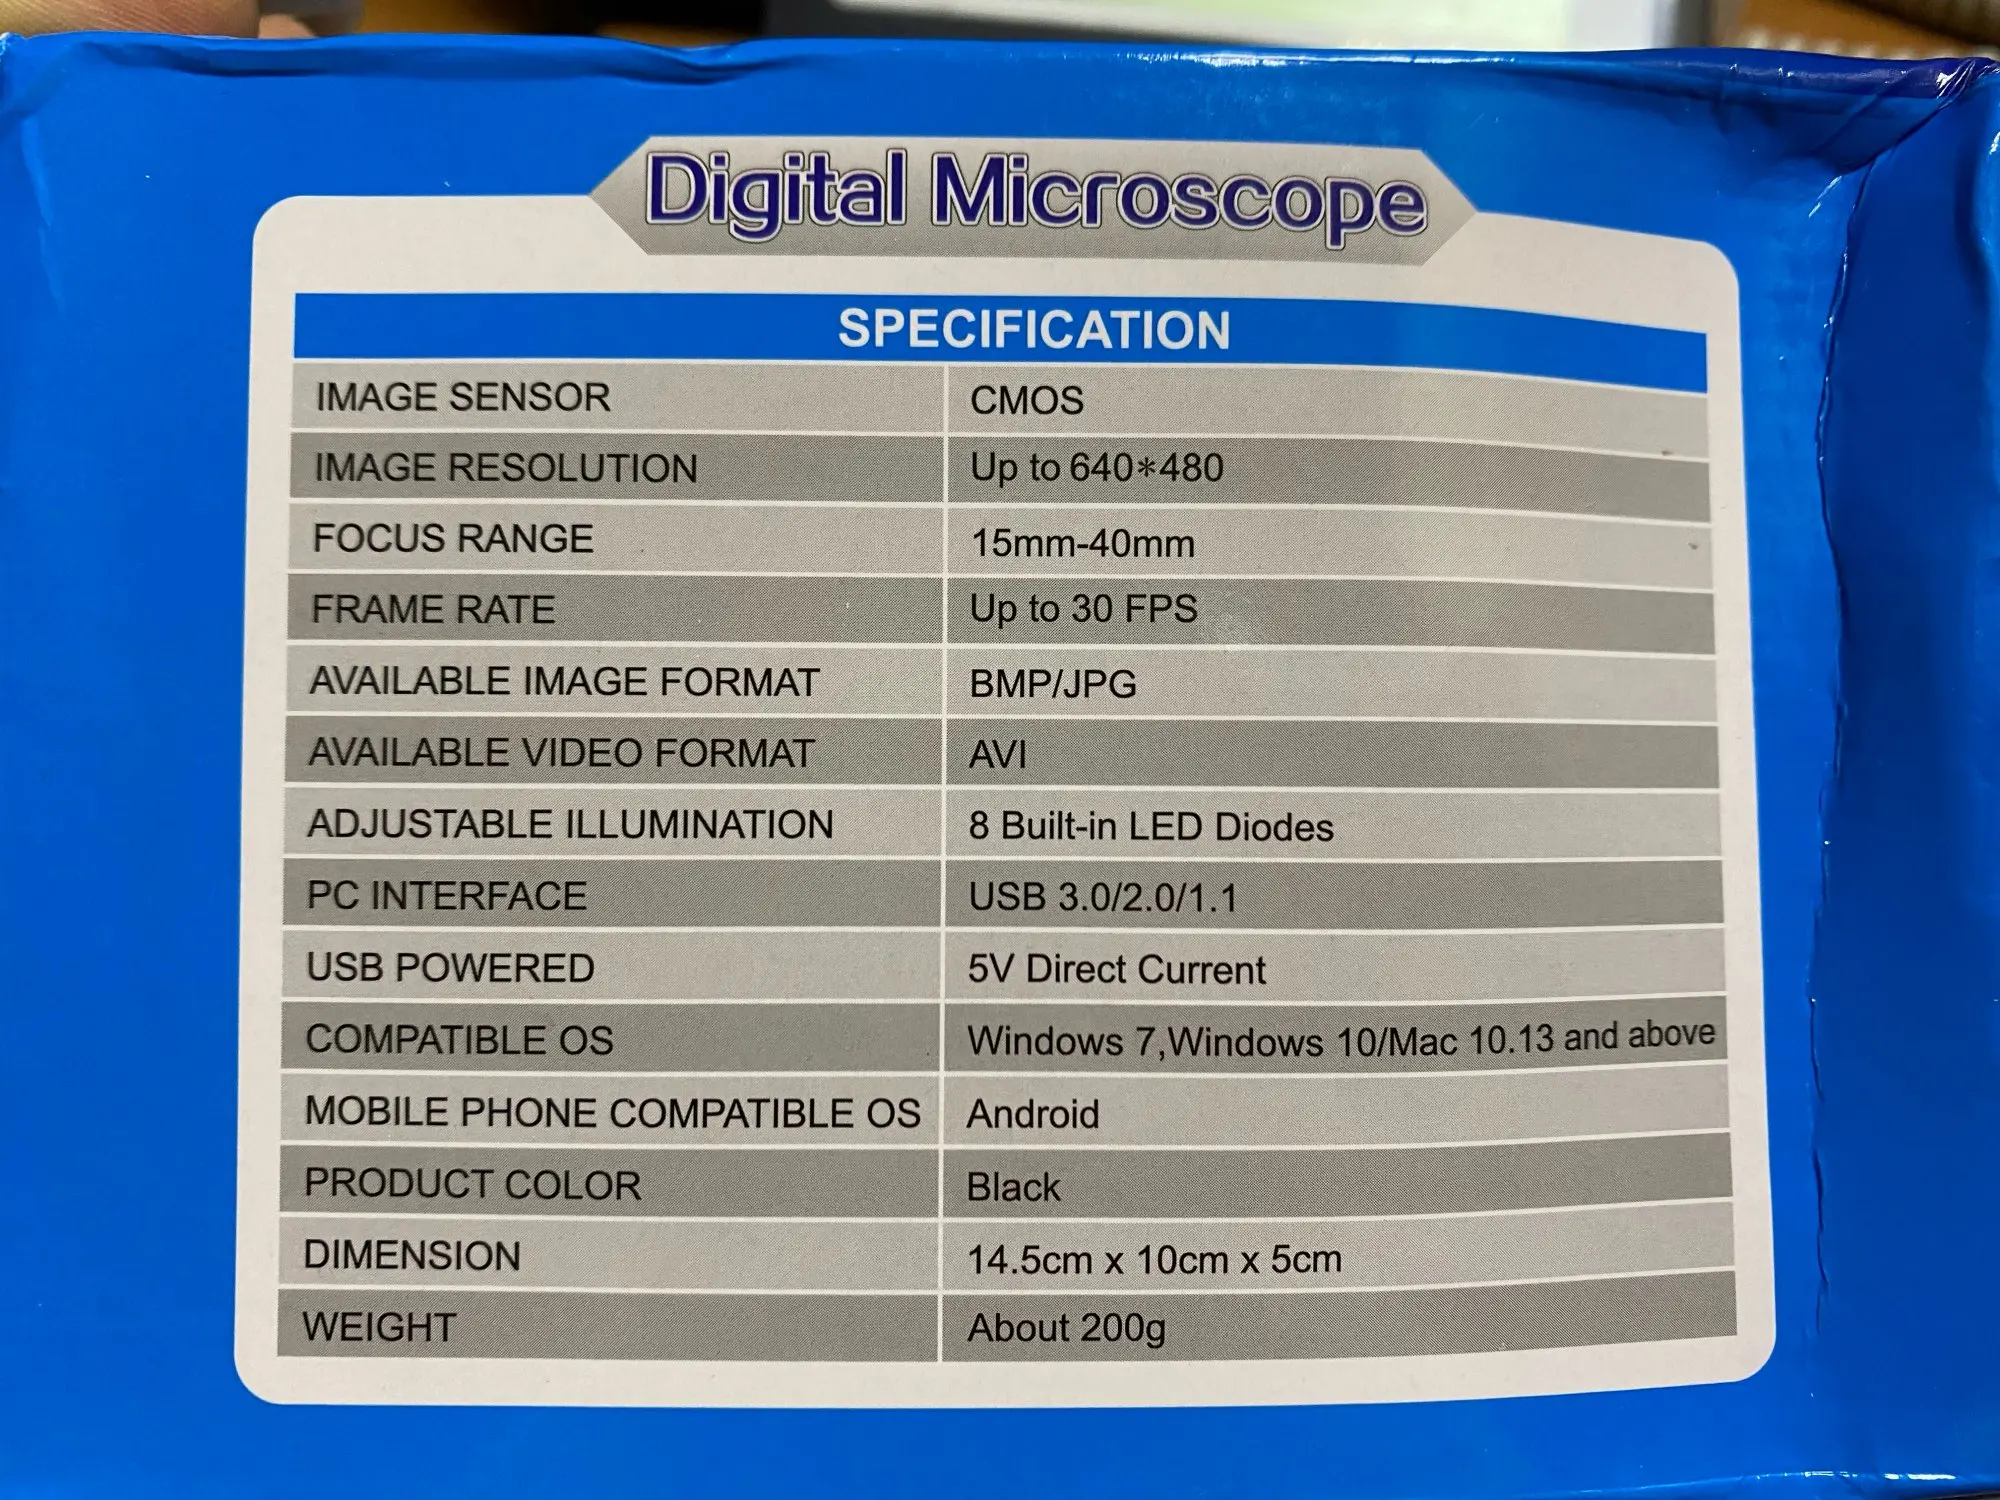 Digital Microscope
SPECIFICATION
IMAGE SENSOR CMOS
IMAGE RESOLUTION Up to 640*480
FOCUS RANGE 15mm-40mm
FRAME RATE Up to 30 FPS
AVAILABLE IMAGE FORMAT BMP/JPG
AVAILABLE VIDEO FORMAT AVI
ADJUSTABLE ILLUMINATION 8 Built-in LED Diodes
PC INTERFACE USB 3.0/2.0/1.1
USB POWERED 5V Direct Current
COMPATIBLE OS Windows 7,Windows 10/Mac 10.13 and above
MOBILE PHONE COMPATIBLE OS Android
PRODUCT COLOR Black
DIMENSION 14.5cm x 10cm x 5cm
WEIGHT About 200g